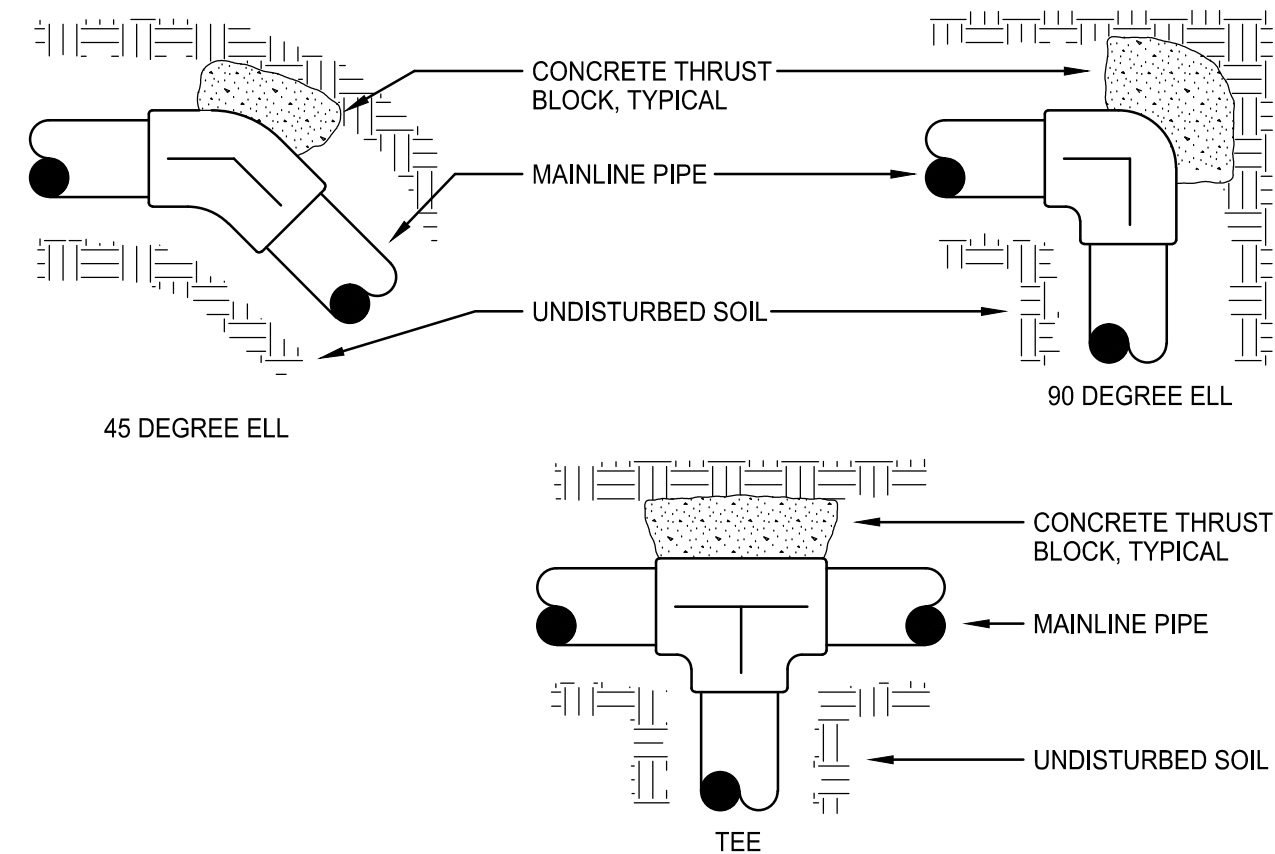 CONCRETE THRUST
BLOCK, TYPICAL
MAINLINE PIPE
UNDISTURBED SOIL
90 DEGREE ELL
45 DEGREE ELL
CONCRETE THRUST
BLOCK, TYPICAL
MAINLINE PIPE
UNDISTURBED SOIL
TEE